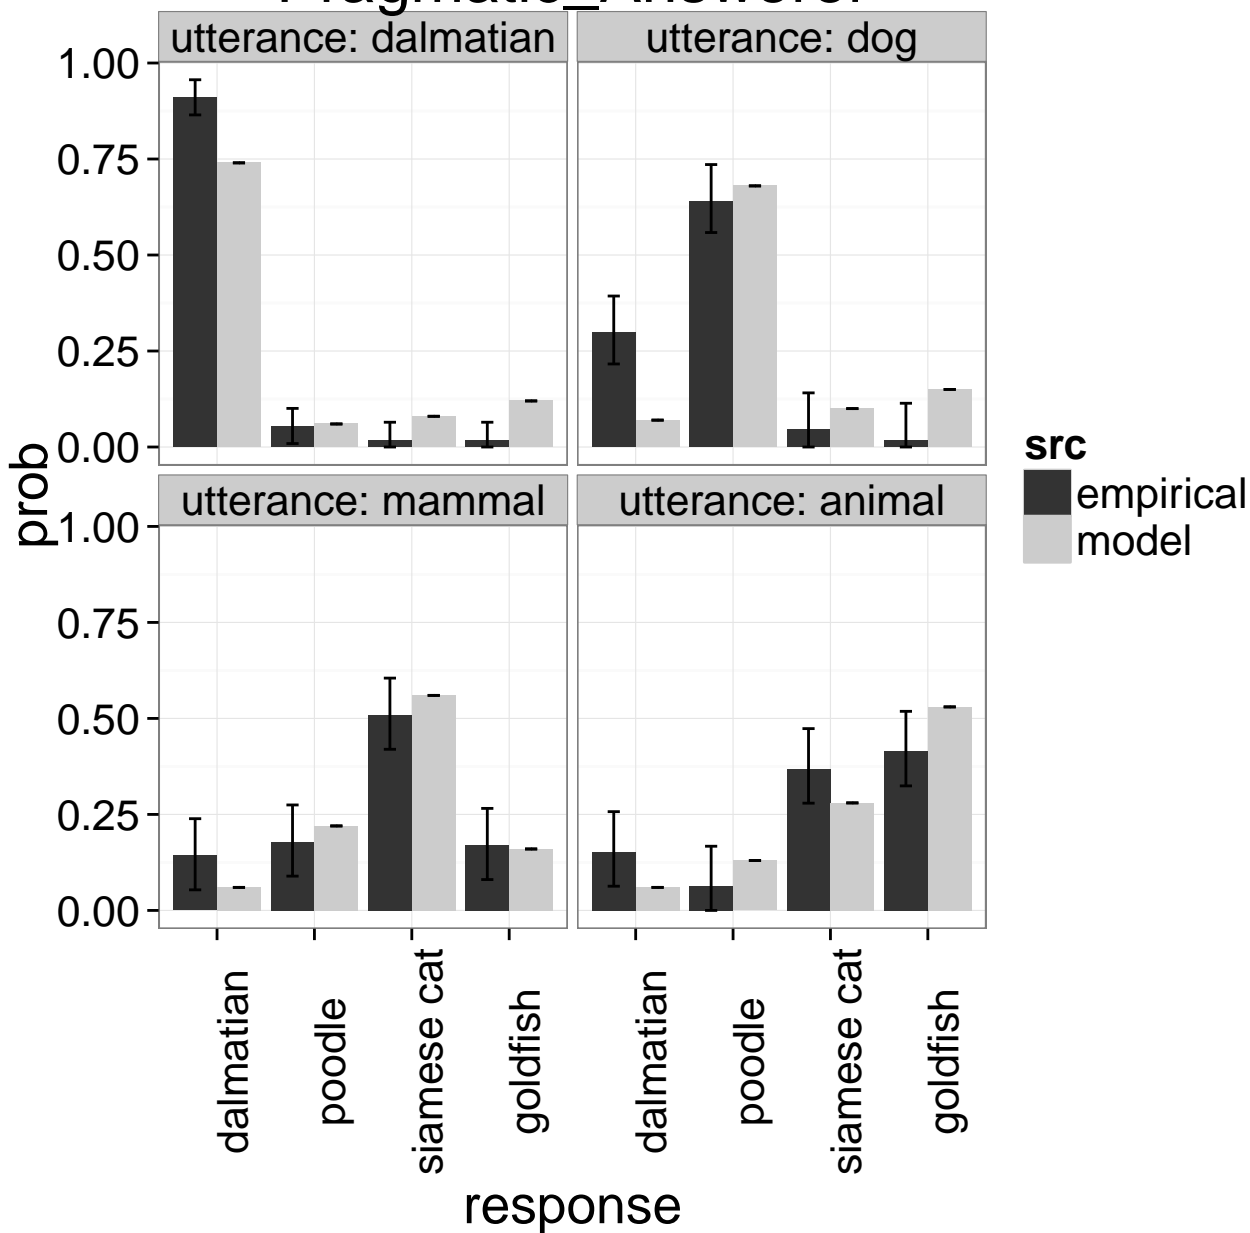 Pragmatic_Answerer
utterance: dalmatian
utterance: dog
1.00
0.75
0.50
0.25
0.00
utterance: mammal
utterance: animal
1.00
0.75
0.50
0.25
0.00
prob
dalmatian
poodle
siamese cat
goldfish
dalmatian
poodle
siamese cat
goldfish
response
src
empirical
model